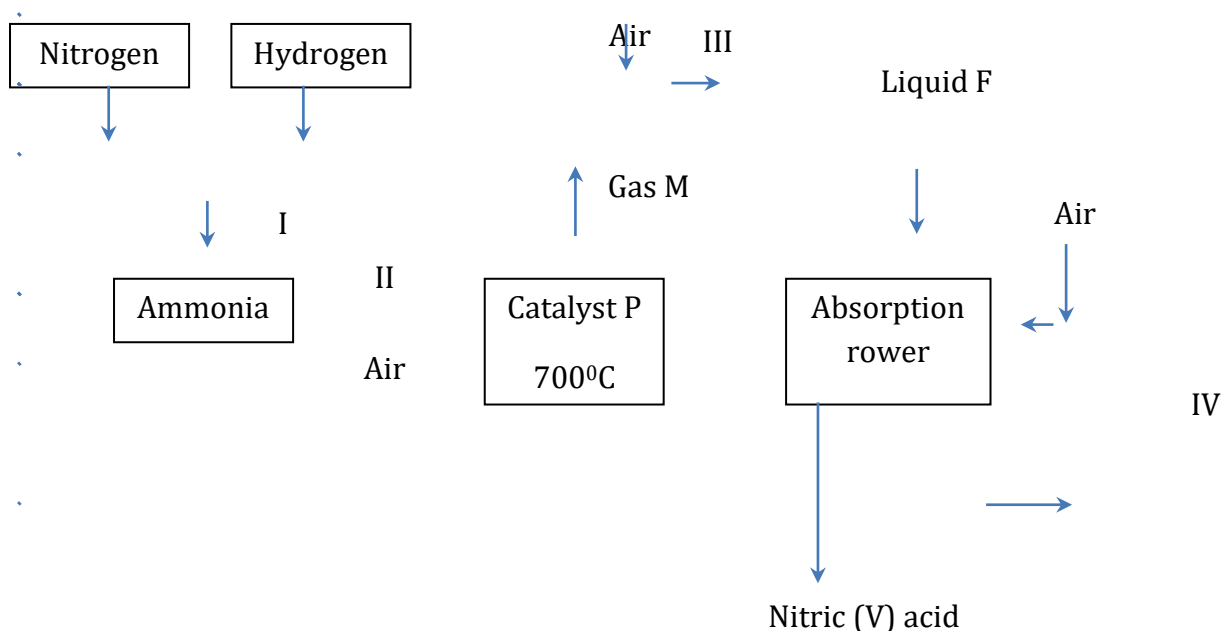 Nitrogen
Hydrogen
Air
III
Liquid F
Gas M
I
Air
II
Ammonia
Catalyst P
700⁰C
Absorption
rower
Air
IV
Nitric (V) acid